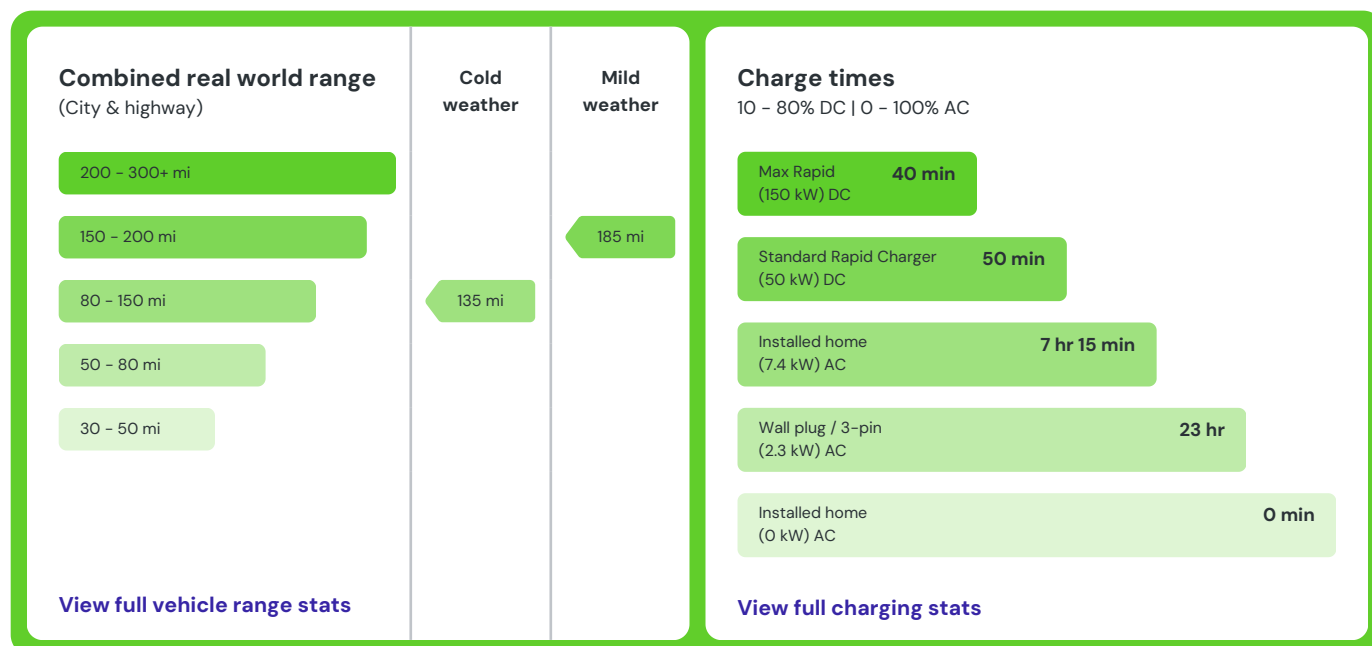 Combined real world range
(City & highway)
Cold
weather
Mild
weather
200 - 300+ mi
150 - 200 mi
185 mi
80 - 150 mi
135 mi
50 - 80 mi
30 - 50 mi
View full vehicle range stats
Charge times
10 - 80% DC | 0 - 100% AC
Max Rapid
(150 kW) DC
40 min
Standard Rapid Charger
(50 kW) DC
50 min
Installed home
(7.4 kW) AC
7 hr 15 min
Wall plug / 3-pin
(2.3 kW) AC
23 hr
Installed home
(0 kW) AC
0 min
View full charging stats